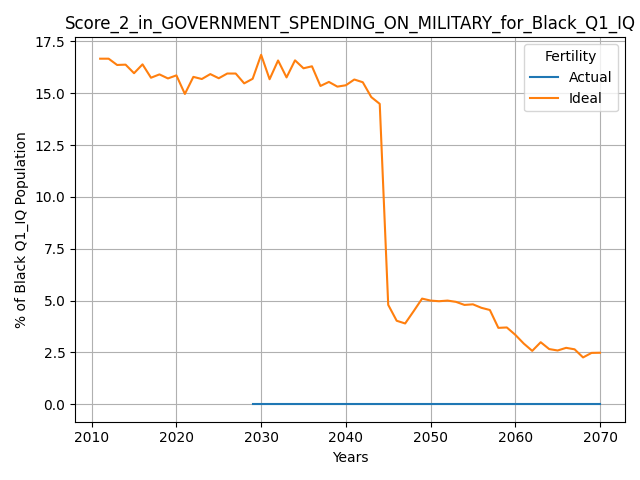 Score_2_in_GOVERNMENT_SPENDING_ON_MILITARY_for_Black_Q1_IQ
17.5
15.0
12.5
10.0
7.5
5.0
2.5
0.0
% of Black Q1_IQ Population
Fertility
Actual
Ideal
2010 2020 2030 2040 2050 2060 2070
Years